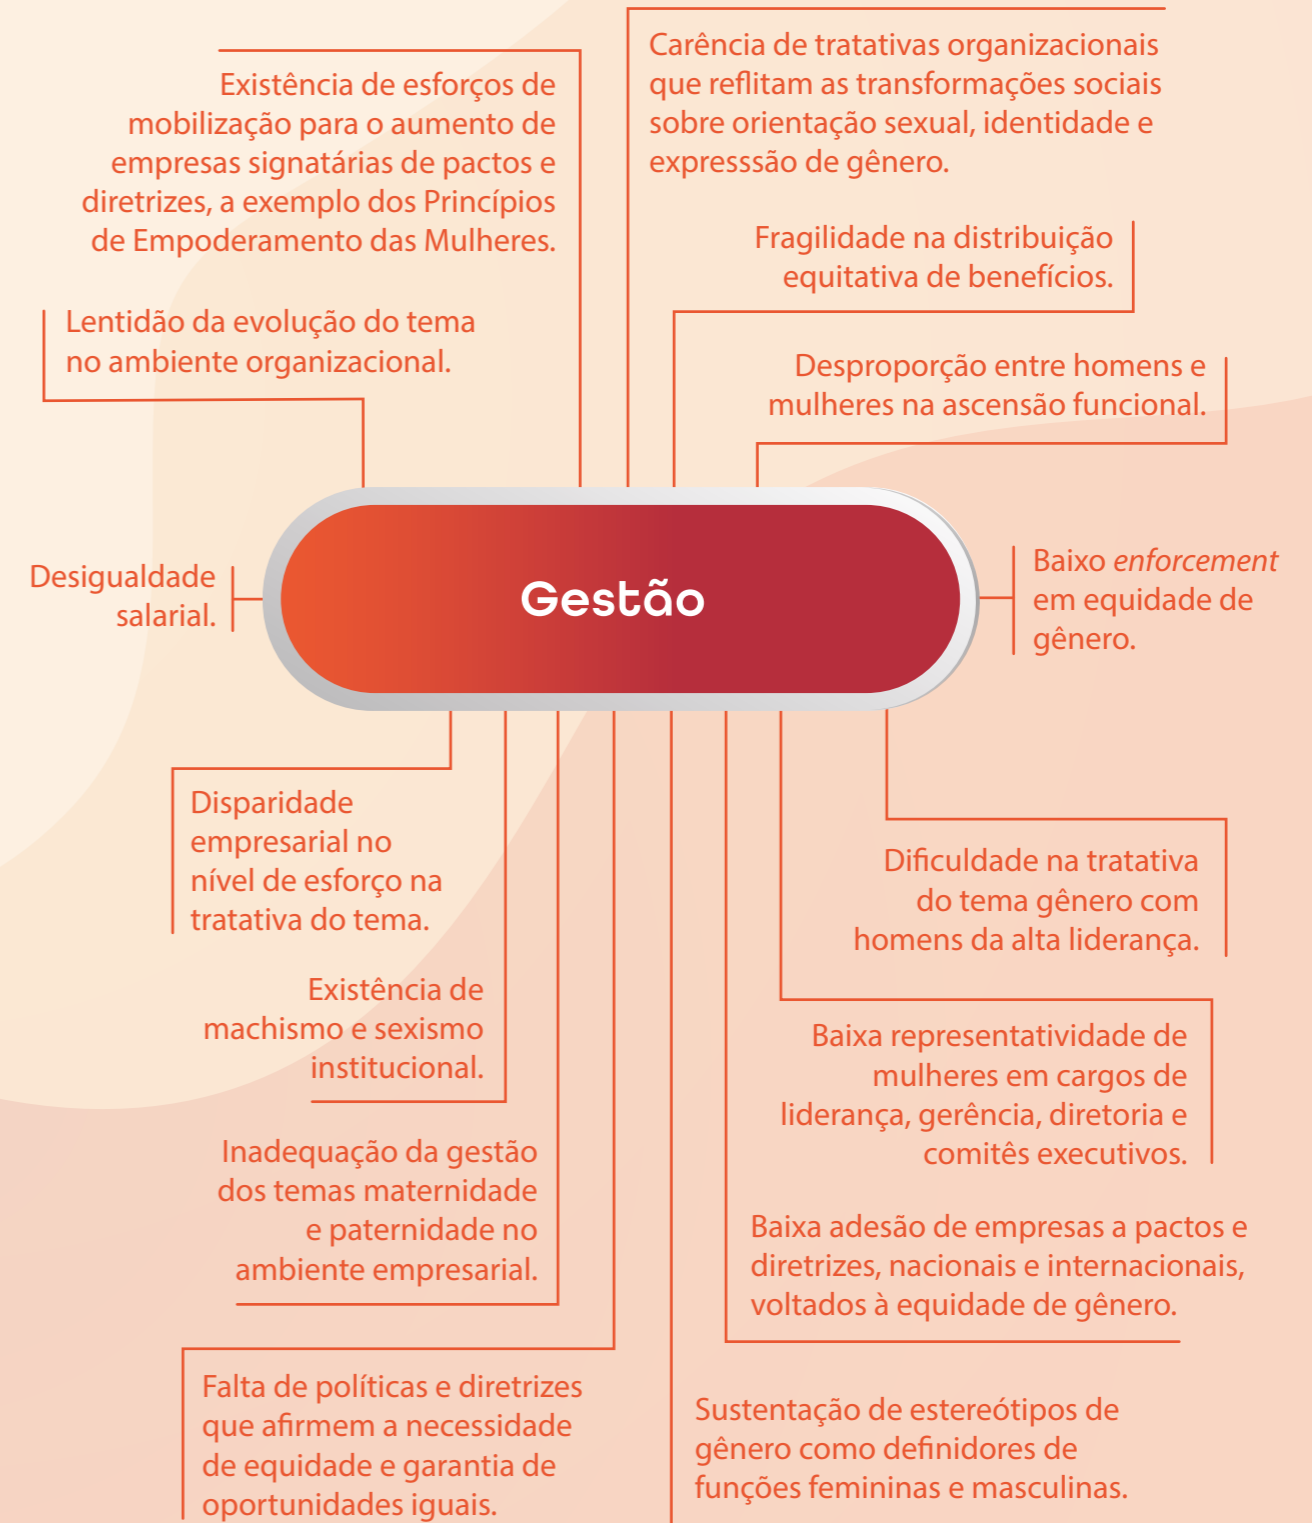 Existência de esforços de
mobilização para o aumento de
empresas signatárias de pactos e
diretrizes, a exemplo dos Princípios
de Empoderamento das Mulheres.
Carência de tratativas organizacionais
que reflitam as transformações sociais
sobre orientação sexual, identidade e
expresssão de gênero.
Fragilidade na distribuição
equitativa de benefícios.
Lentidão da evolução do tema
no ambiente organizacional.
Desproporção entre homens e
mulheres na ascensão funcional.
Desigualdade
salarial.
Gestão
Baixo enforcement
em equidade de
gênero.
Disparidade
empresarial no
nível de esforço na
tratativa do tema.
Dificuldade na tratativa
do tema gênero com
homens da alta liderança.
Existência de
machismo e sexismo
institucional.
Baixa representatividade de
mulheres em cargos de
liderança, gerência, diretoria e
comitês executivos.
Inadequação da gestão
dos temas maternidade
e paternidade no
ambiente empresarial.
Baixa adesão de empresas a pactos e
diretrizes, nacionais e internacionais,
voltados à equidade de gênero.
Falta de políticas e diretrizes
que afirmem a necessidade
de equidade e garantia de
oportunidades iguais.
Sustentação de estereótipos de
gênero como definidores de
funções femininas e masculinas.